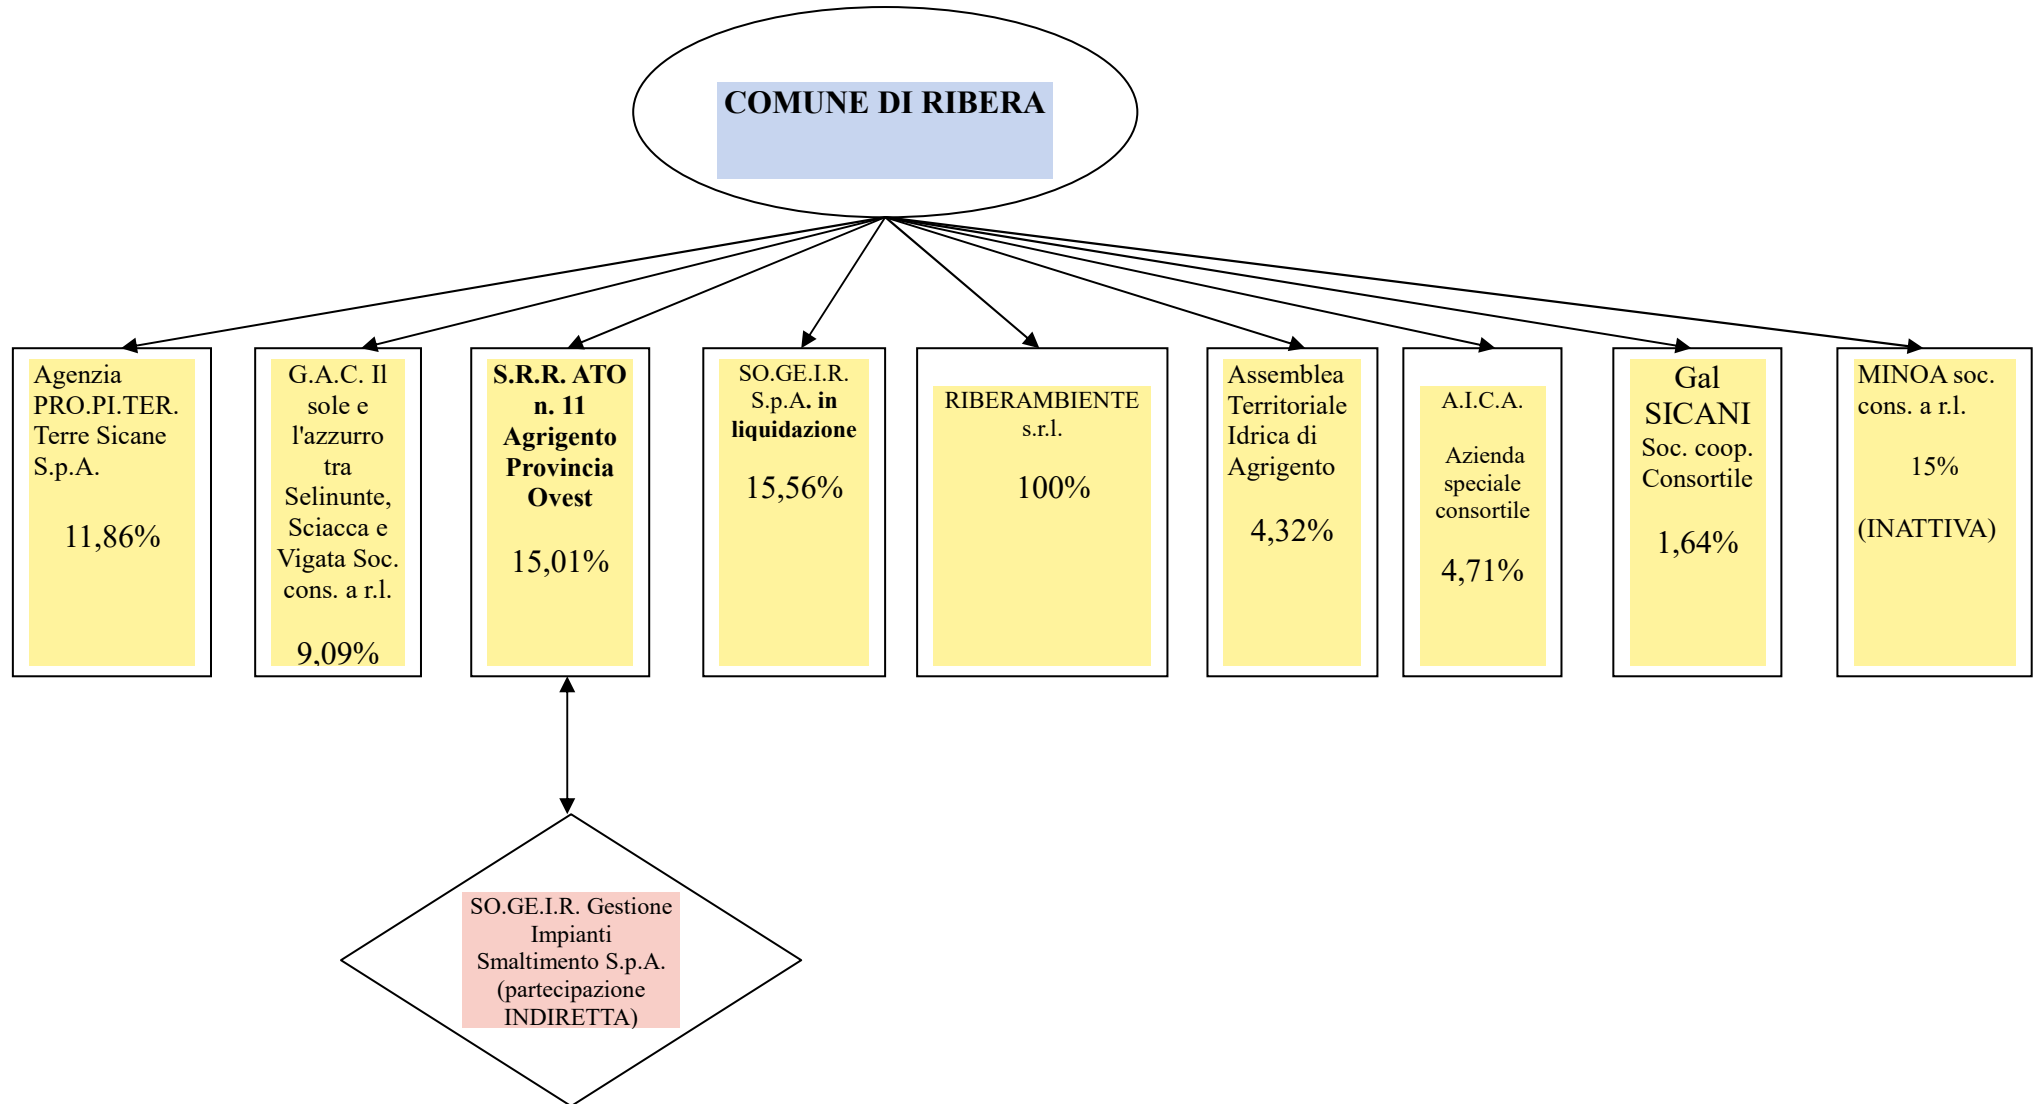 COMUNE DI RIBERA
Agenzia
PRO.PI.TER.
Terre Sicane
S.p.A.
11,86%
G.A.C. Il
sole e
l'azzurro
tra
Selinunte,
Sciacca e
Vigata Soc.
cons. a r.l.
9,09%
S.R.R. ATO
n. 11
Agrigento
Provincia
Ovest
15,01%
SO.GE.I.R.
S.p.A. in
liquidazione
15,56%
RIBERAMBIENTE
s.r.l.
100%
Assemblea
Territoriale
Idrica di
Agrigento
4,32%
A.I.C.A.
Azienda
speciale
consortile
4,71%
Gal
SICANI
Soc. coop.
Consortile
1,64%
MINOA soc.
cons. a r.l.
15%
(INATTIVA)
SO.GE.I.R. Gestione
Impianti
Smaltimento S.p.A.
(partecipazione
INDIRETTA)